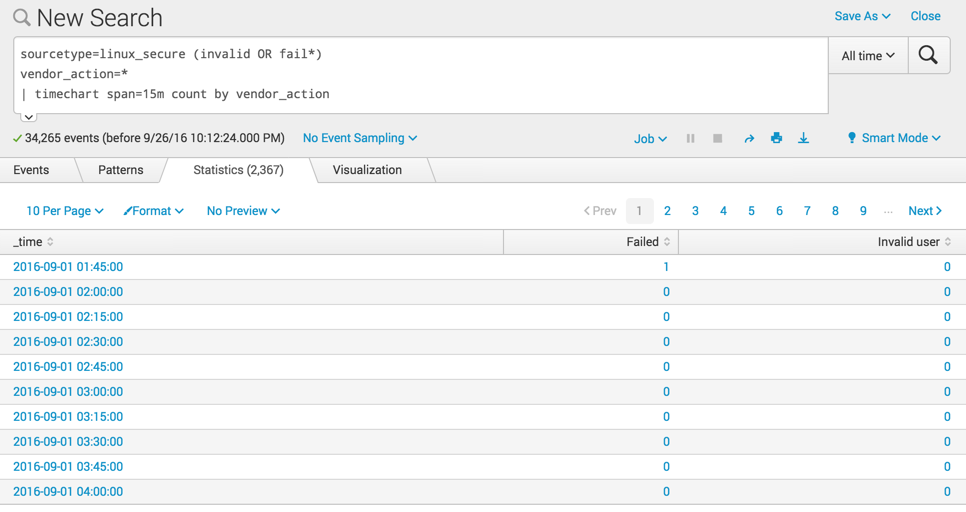 New Search
Save As Close
sourcetype=linux_secure (invalid OR fail*)
vendor_action=*
| timechart span=15m count by vendor_action
All time
34,265 events (before 9/26/16 10:12:24.000 PM) No Event Sampling Job Smart Mode
Events Patterns Statistics (2,367) Visualization
10 Per Page Format No Preview < Prev 1 2 3 4 5 6 7 8 9 ... Next >
_time Failed Invalid user
2016-09-01 01:45:00 1 0
2016-09-01 02:00:00 0 0
2016-09-01 02:15:00 0 0
2016-09-01 02:30:00 0 0
2016-09-01 02:45:00 0 0
2016-09-01 03:00:00 0 0
2016-09-01 03:15:00 0 0
2016-09-01 03:30:00 0 0
2016-09-01 03:45:00 0 0
2016-09-01 04:00:00 0 0